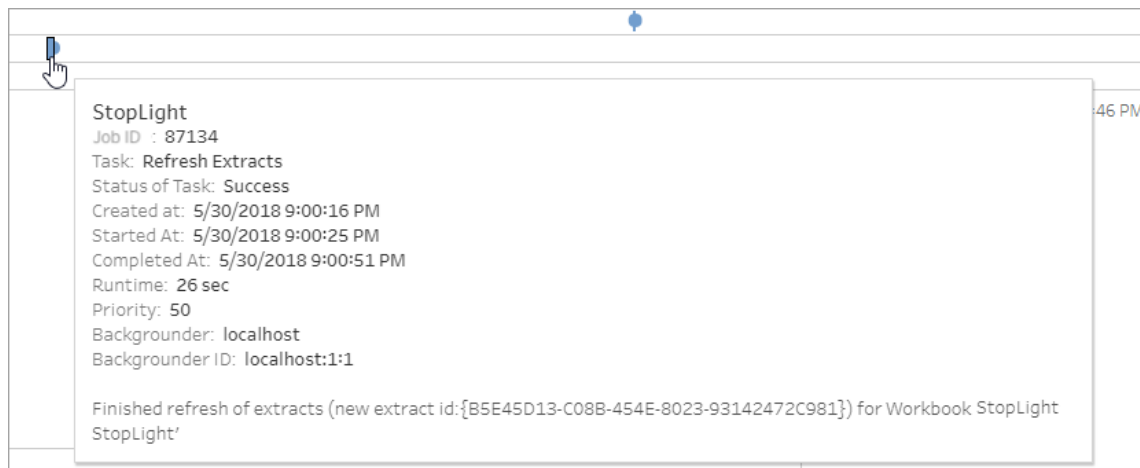 :46 PM
StopLight
Job ID : 87134
Task: Refresh Extracts
Status of Task: Success
Created at: 5/30/2018 9:00:16 PM
Started At: 5/30/2018 9:00:25 PM
Completed At: 5/30/2018 9:00:51 PM
Runtime: 26 sec
Priority: 50
Backgrounder: localhost
Backgrounder ID: localhost:1:1
Finished refresh of extracts (new extract id:{B5E45D13-C08B-454E-8023-93142472C981}) for Workbook StopLight
StopLight’